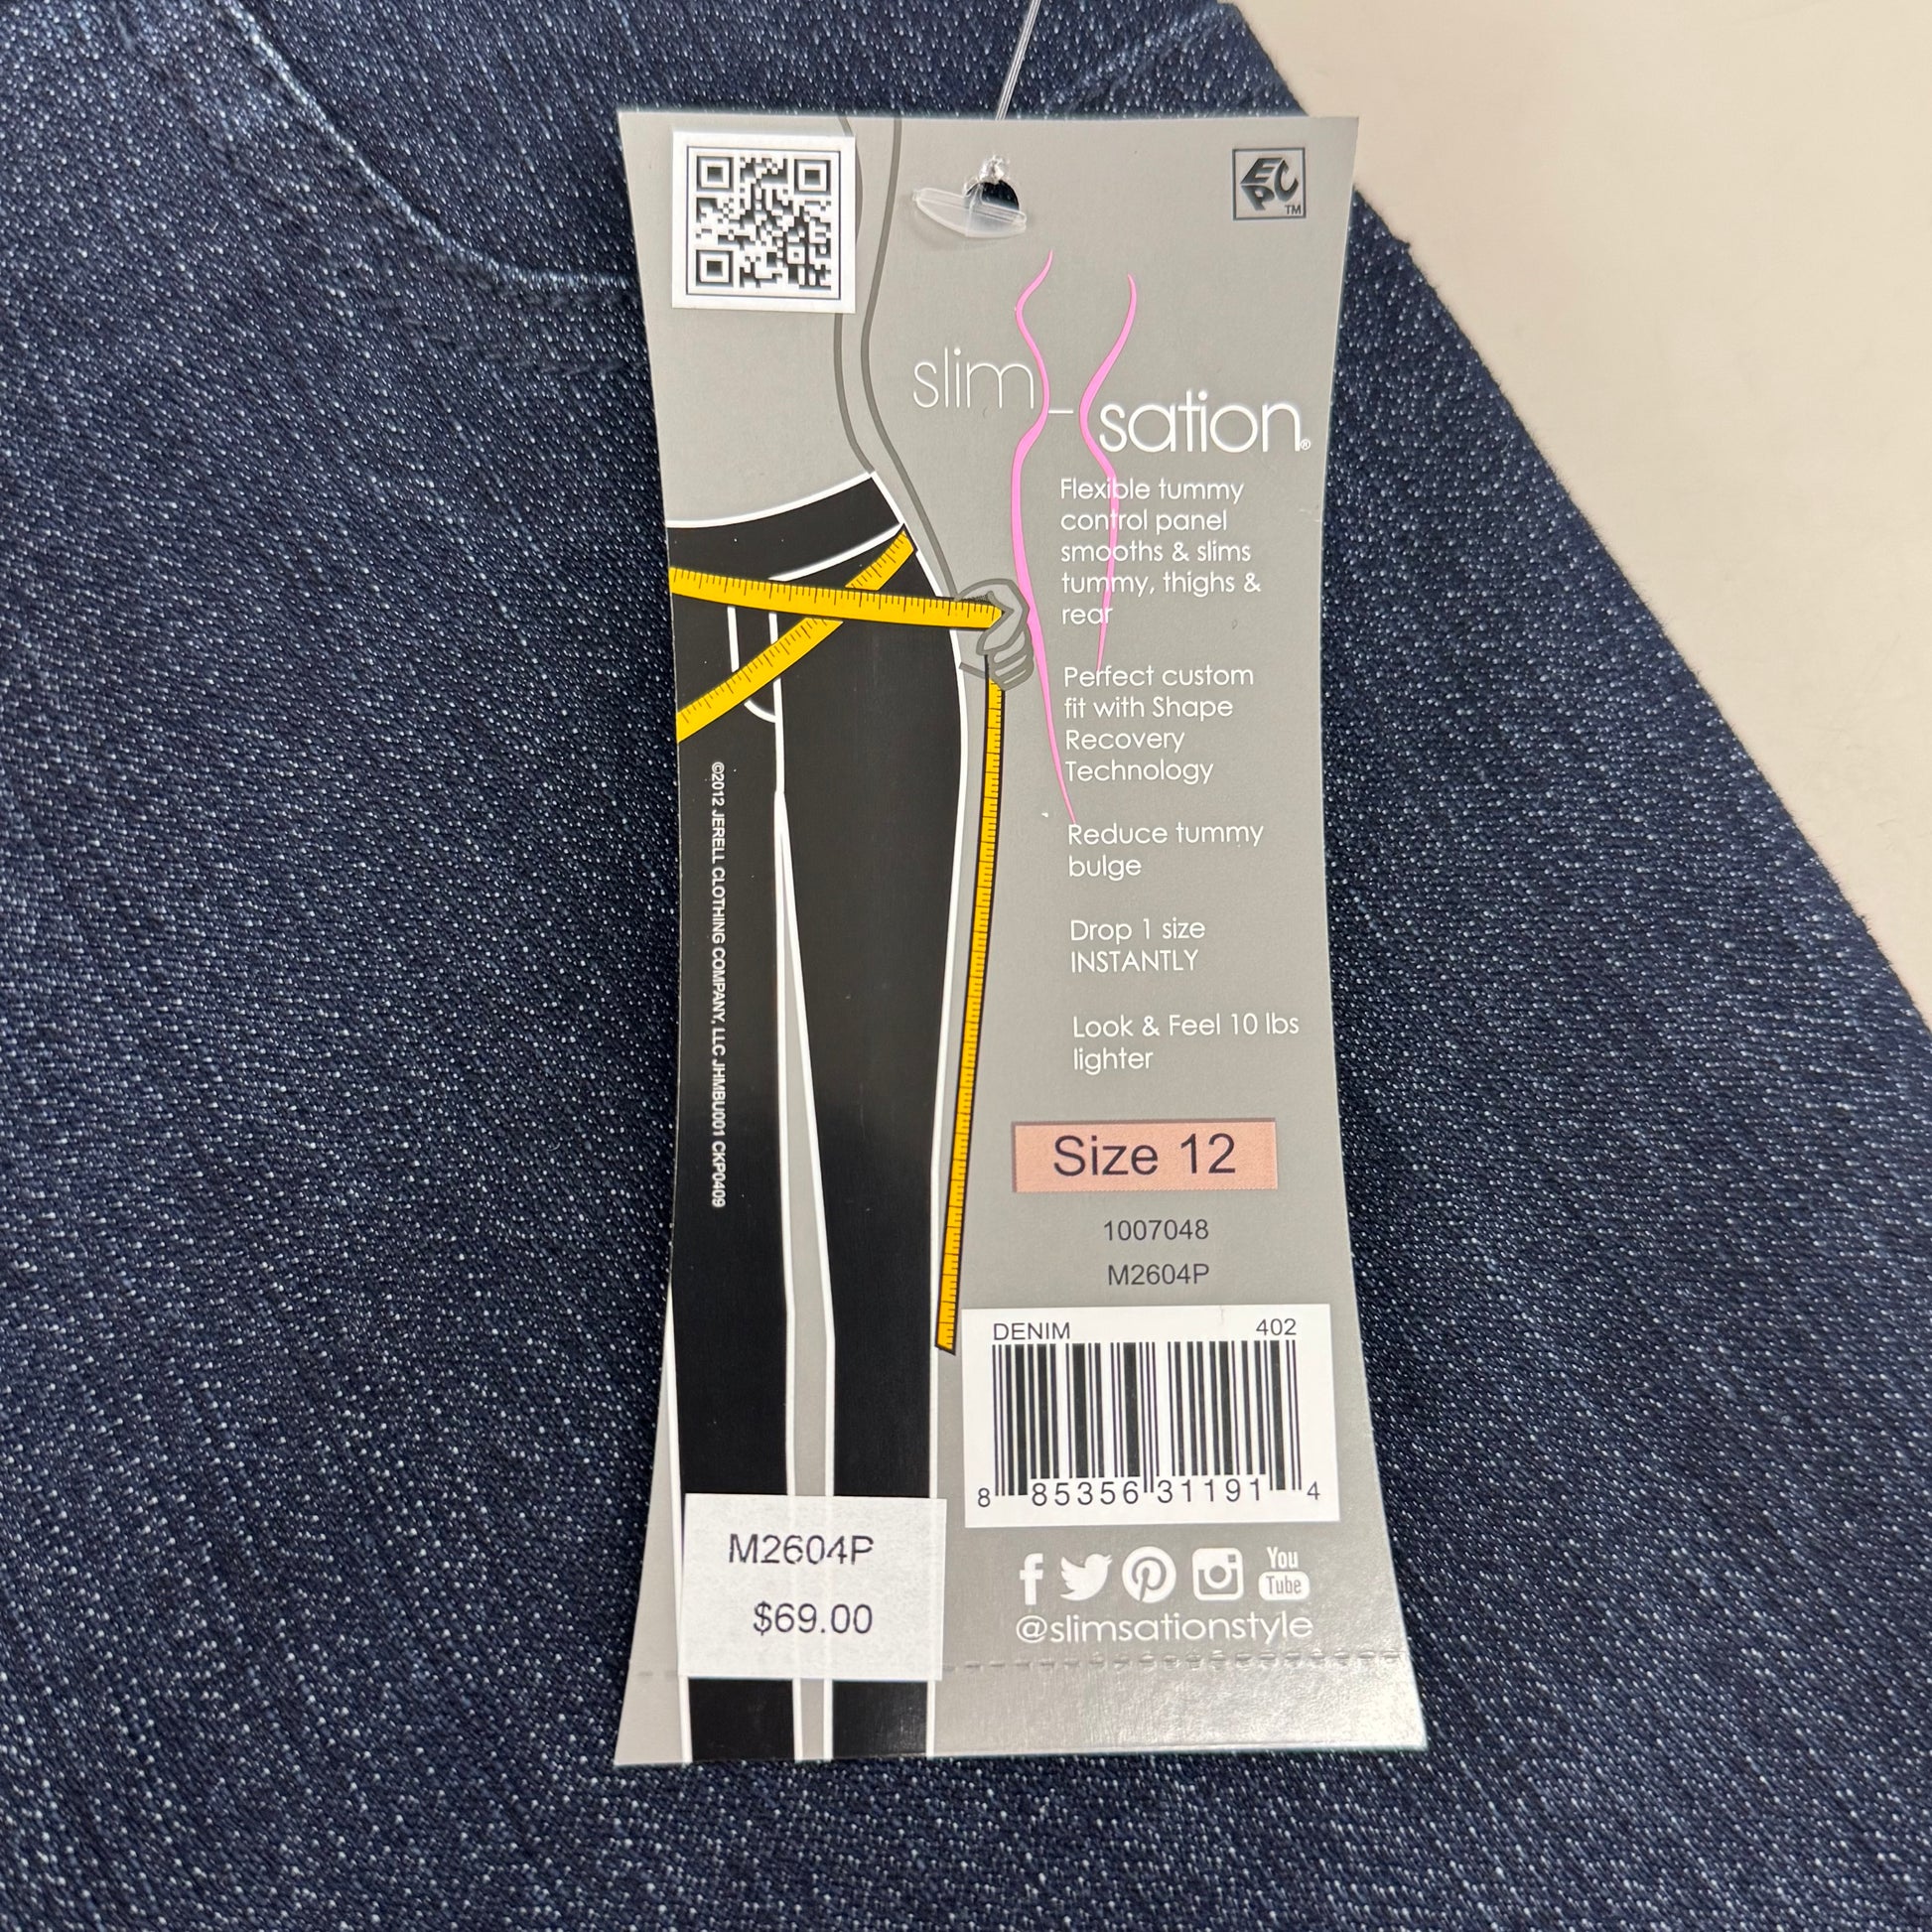 EPC™
slim-sation®
Flexible tummy
control panel
smooths & slims
tummy, thighs &
rear
Perfect custom
fit with Shape
Recovery
Technology
Reduce tummy
bulge
Drop 1 size
INSTANTLY
Look & Feel 10 lbs
lighter
©2012 JERELL CLOTHING COMPANY, LLC JHMBU001 CKP0409
Size 12
1007048
M2604P
DENIM 402
8 85356 31191 4
M2604P
$69.00
You
Tube
@slimsationstyle